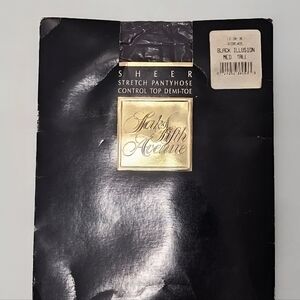 SHEER
STRETCH PANTYHOSE
CONTROL TOP DEMI-TOE
Saks
Fifth
Avenue
BLACK ILLUSION
MED TALL